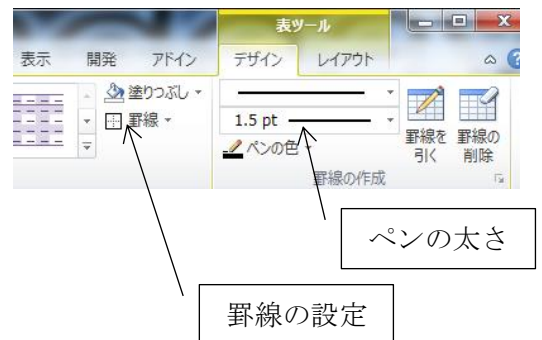 表ツール
表示 開発 アドイン デザイン レイアウト
塗りつぶし
罫線
1.5 pt
ペンの色
罫線を引く
罫線の削除
罫線の作成
ペンの太さ
罫線の設定